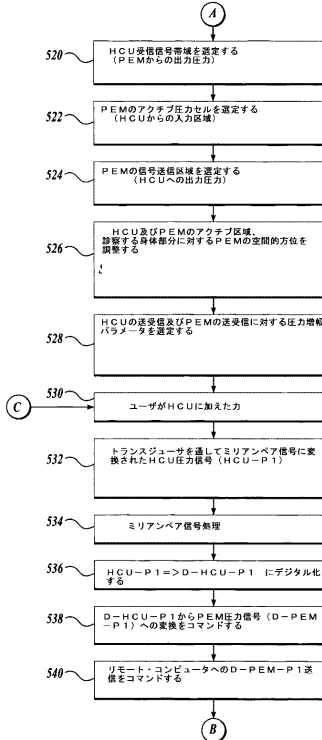 A
520
HCU受信信号帯域を選定する
(PEMからの出力圧力)
522
PEMのアクチブ圧力セルを選定する
(HCUからの入力区域)
524
PEMの信号送信区域を選定する
(HCUへの出力圧力)
526
HCU及びPEMのアクチブ区域、
診察する身体部分に対するPEMの空間的方位を
調整する
528
HCUの送受信及びPEMの送受信に対する圧力増幅
パラメータを選定する
C
530
ユーザがHCUに加えた力
532
トランスジューサを通してミリアンペア信号に変
換されたHCU圧力信号(HCU-P1)
534
ミリアンペア信号処理
536
HCU-P1=>D-HCU-P1 にデジタル化
する
538
D-HCU-P1からPEM圧力信号(D-PEM
-P1)への変換をコマンドする
540
リモート・コンピュータへのD-PEM-P1送
信をコマンドする
B